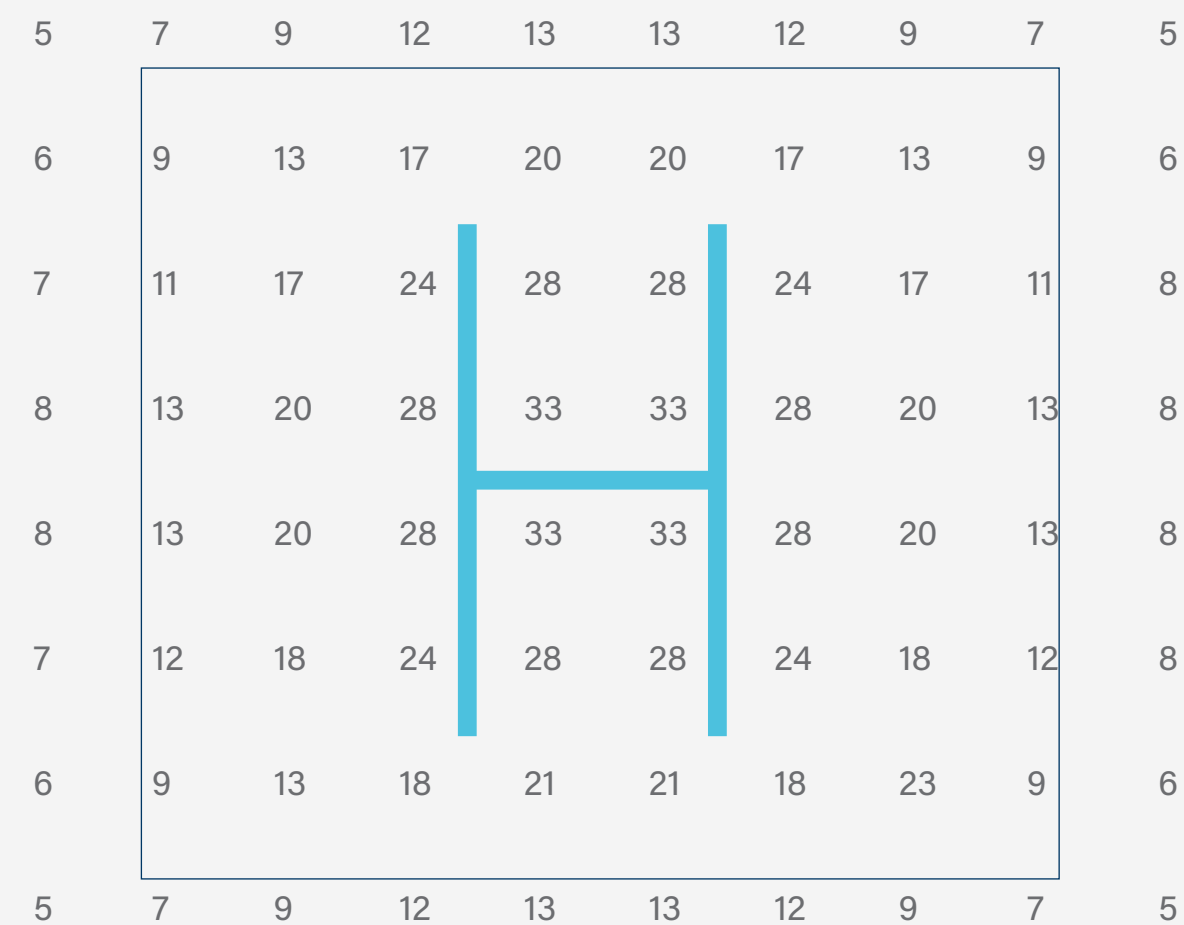 5 7 9 12 13 13 12 9 7 5
6 9 13 17 20 20 17 13 9 6
7 11 17 24 28 28 24 17 11 8
8 13 20 28 33 33 28 20 13 8
8 13 20 28 33 33 28 20 13 8
7 12 18 24 28 28 24 18 12 8
6 9 13 18 21 21 18 23 9 6
5 7 9 12 13 13 12 9 7 5